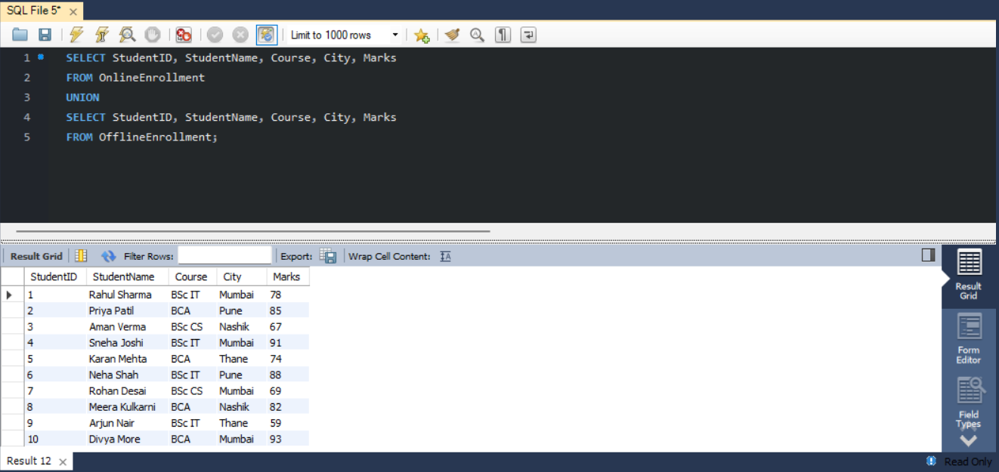 SQL File 5*
Limit to 1000 rows
1 SELECT StudentID, StudentName, Course, City, Marks
2 FROM OnlineEnrollment
3 UNION
4 SELECT StudentID, StudentName, Course, City, Marks
5 FROM OfflineEnrollment;
Result Grid Filter Rows: Export: Wrap Cell Content: IA
StudentID StudentName Course City Marks
1 Rahul Sharma BSc IT Mumbai 78
2 Priya Patil BCA Pune 85
3 Aman Verma BSc CS Nashik 67
4 Sneha Joshi BSc IT Mumbai 91
5 Karan Mehta BCA Thane 74
6 Neha Shah BSc IT Pune 88
7 Rohan Desai BSc CS Mumbai 69
8 Meera Kulkarni BCA Nashik 82
9 Arjun Nair BSc IT Thane 59
10 Divya More BCA Mumbai 93
Result
Grid
Form
Editor
Field
Types
Result 12
Read Only